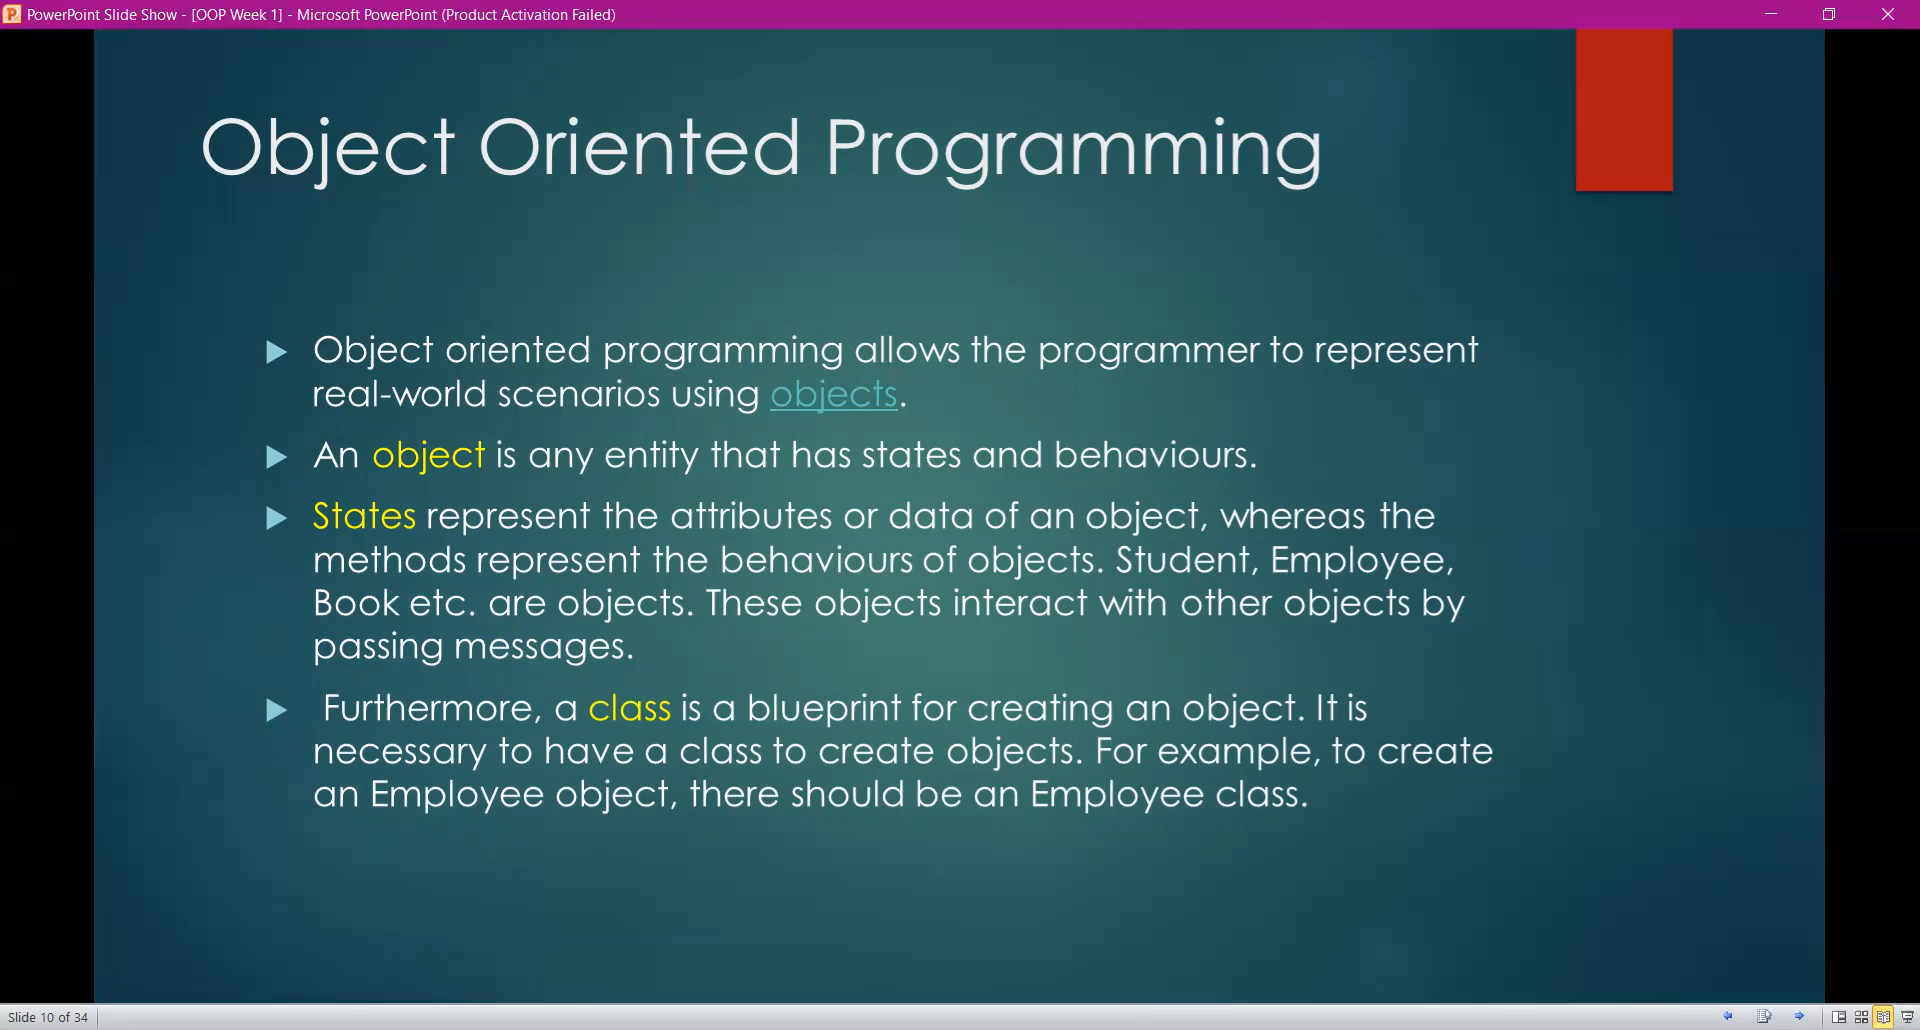 PowerPoint Slide Show - [OOP Week 1] - Microsoft PowerPoint (Product Activation Failed)
Object Oriented Programming
Object oriented programming allows the programmer to represent
real-world scenarios using objects.
An object is any entity that has states and behaviours.
States represent the attributes or data of an object, whereas the
methods represent the behaviours of objects. Student, Employee,
Book etc. are objects. These objects interact with other objects by
passing messages.
Furthermore, a class is a blueprint for creating an object. It is
necessary to have a class to create objects. For example, to create
an Employee object, there should be an Employee class.
Slide 10 of 34